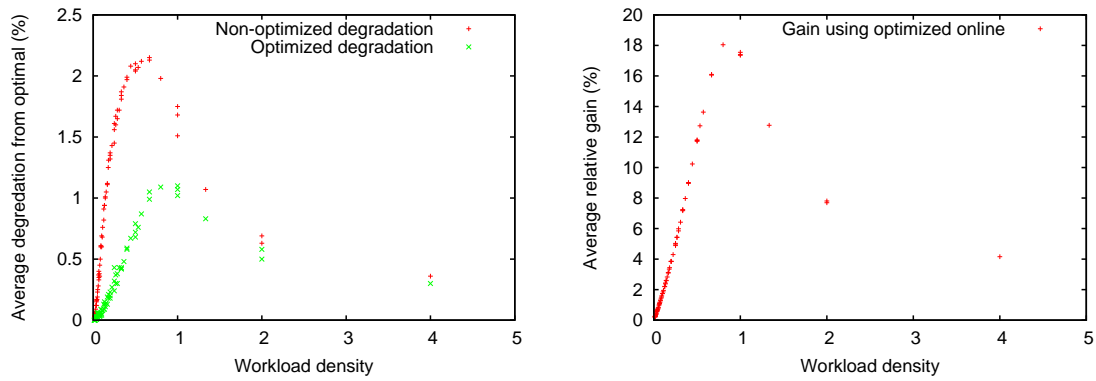 Average degredation from optimal (%)
2.5
2
1.5
1
0.5
0
0 1 2 3 4 5
Workload density
Non-optimized degradation
Optimized degradation
Average relative gain (%)
20
18
16
14
12
10
8
6
4
2
0
0 1 2 3 4 5
Workload density
Gain using optimized online